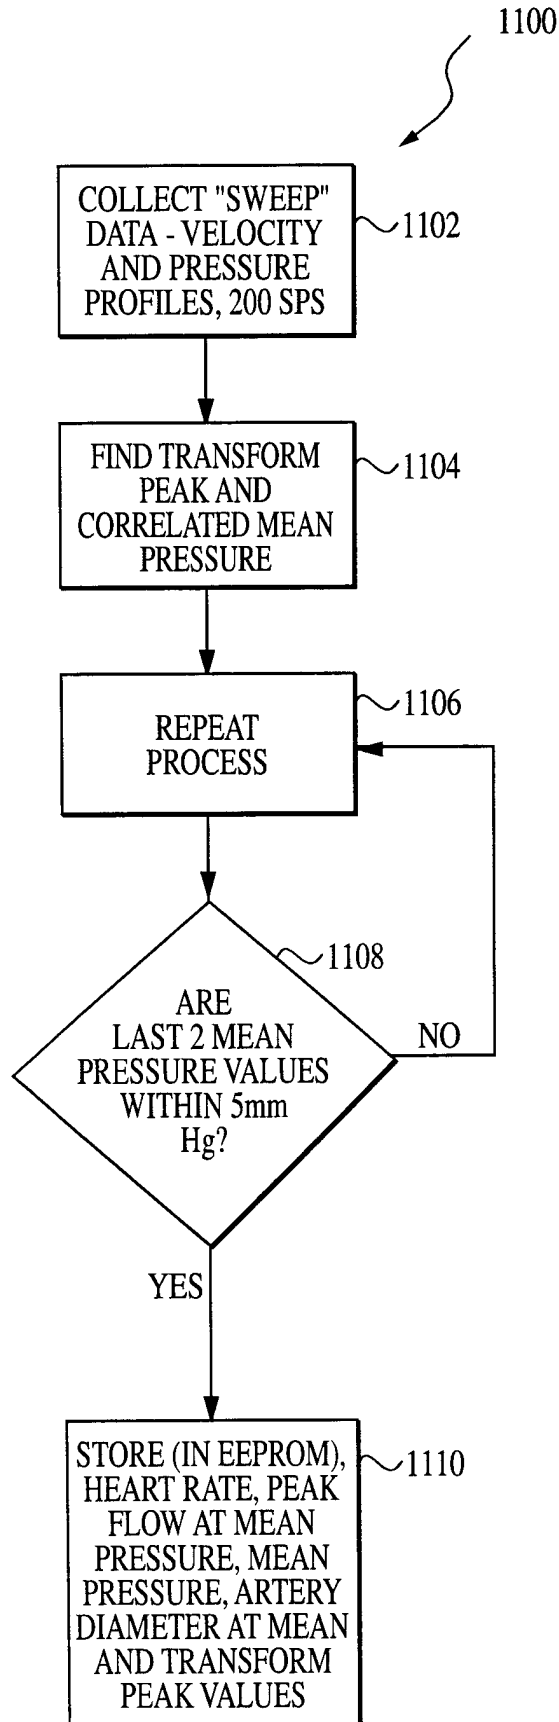 1100
COLLECT "SWEEP"
DATA - VELOCITY
AND PRESSURE
PROFILES, 200 SPS
1102
FIND TRANSFORM
PEAK AND
CORRELATED MEAN
PRESSURE
1104
REPEAT
PROCESS
1106
ARE
LAST 2 MEAN
PRESSURE VALUES
WITHIN 5mm
Hg?
1108
NO
YES
STORE (IN EEPROM),
HEART RATE, PEAK
FLOW AT MEAN
PRESSURE, MEAN
PRESSURE, ARTERY
DIAMETER AT MEAN
AND TRANSFORM
PEAK VALUES
1110